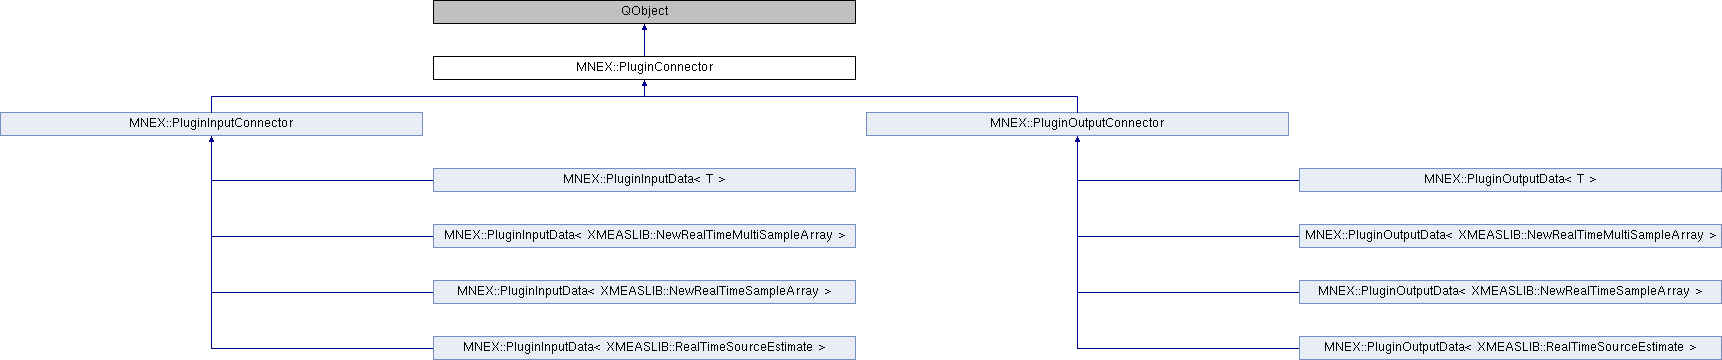 QObject
MNEX::PluginConnector
MNEX::PluginInputConnector
MNEX::PluginOutputConnector
MNEX::PluginInputData< T >
MNEX::PluginOutputData< T >
MNEX::PluginInputData< XMEASLIB::NewRealTimeMultiSampleArray >
MNEX::PluginOutputData< XMEASLIB::NewRealTimeMultiSampleArray >
MNEX::PluginInputData< XMEASLIB::NewRealTimeSampleArray >
MNEX::PluginOutputData< XMEASLIB::NewRealTimeSampleArray >
MNEX::PluginInputData< XMEASLIB::RealTimeSourceEstimate >
MNEX::PluginOutputData< XMEASLIB::RealTimeSourceEstimate >